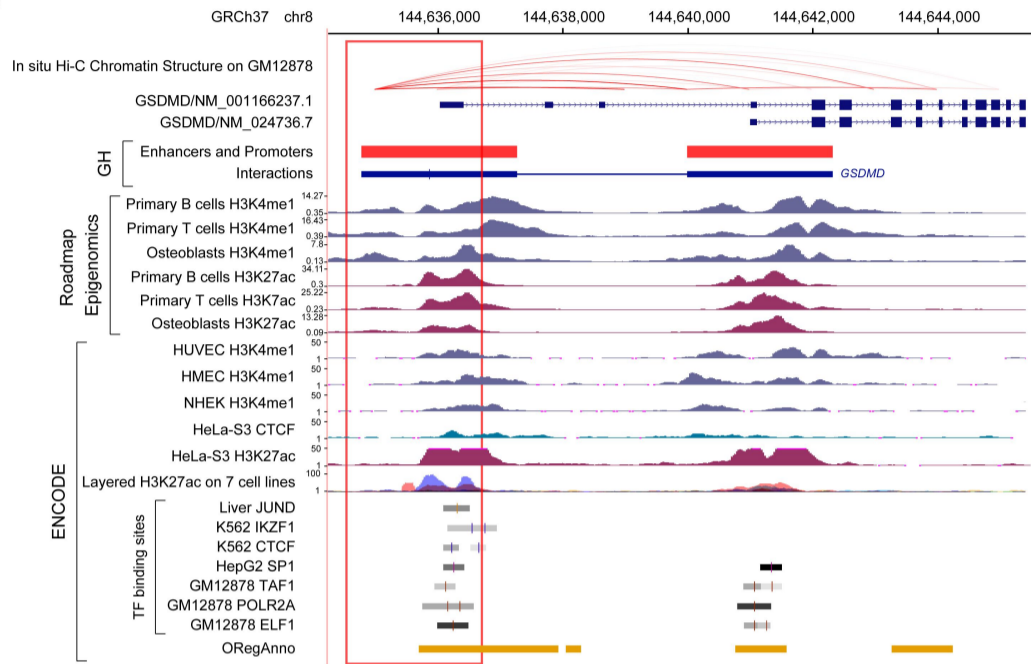 GRCh37 chr8 144,636,000 144,638,000 144,640,000 144,642,000 144,644,000
In situ Hi-C Chromatin Structure on GM12878
GSDMD/NM_001166237.1
GSDMD/NM_024736.7
GH
Enhancers and Promoters
Interactions
GSDMD
Roadmap
Epigenomics
Primary B cells H3K4me1 14.27 0.35
Primary T cells H3K4me1 16.43 0.39
Osteoblasts H3K4me1 7.8 0.13
Primary B cells H3K27ac 34.11 0.3
Primary T cells H3K7ac 25.22 0.23
Osteoblasts H3K27ac 13.28 0.09
ENCODE
HUVEC H3K4me1 50 1
HMEC H3K4me1 50 1
NHEK H3K4me1 50 1
HeLa-S3 CTCF 50 1
HeLa-S3 H3K27ac 50 1
Layered H3K27ac on 7 cell lines 100 1
TF binding sites
Liver JUND
K562 IKZF1
K562 CTCF
HepG2 SP1
GM12878 TAF1
GM12878 POLR2A
GM12878 ELF1
ORegAnno